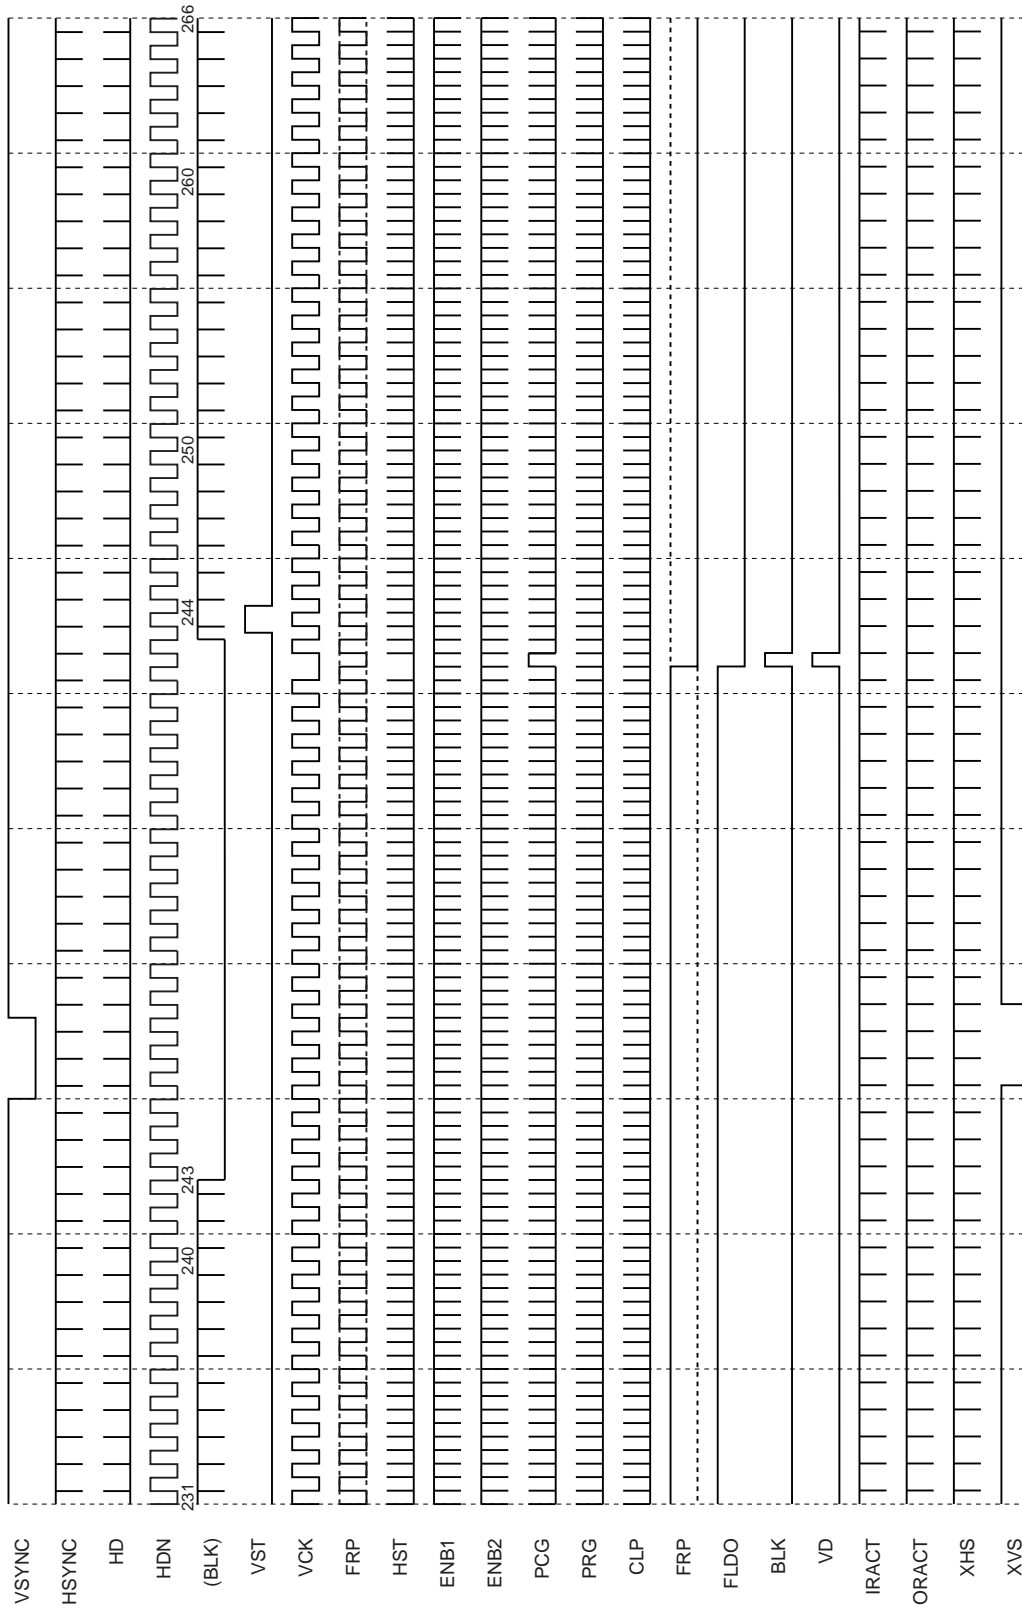 VSYNC
HSYNC
HD
HDN
(BLK)
VST
VCK
FRP
HST
ENB1
ENB2
PCG
PRG
CLP
FRP
FLDO
BLK
VD
IRACT
ORACT
XHS
XVS
231
240
243
244
250
260
266